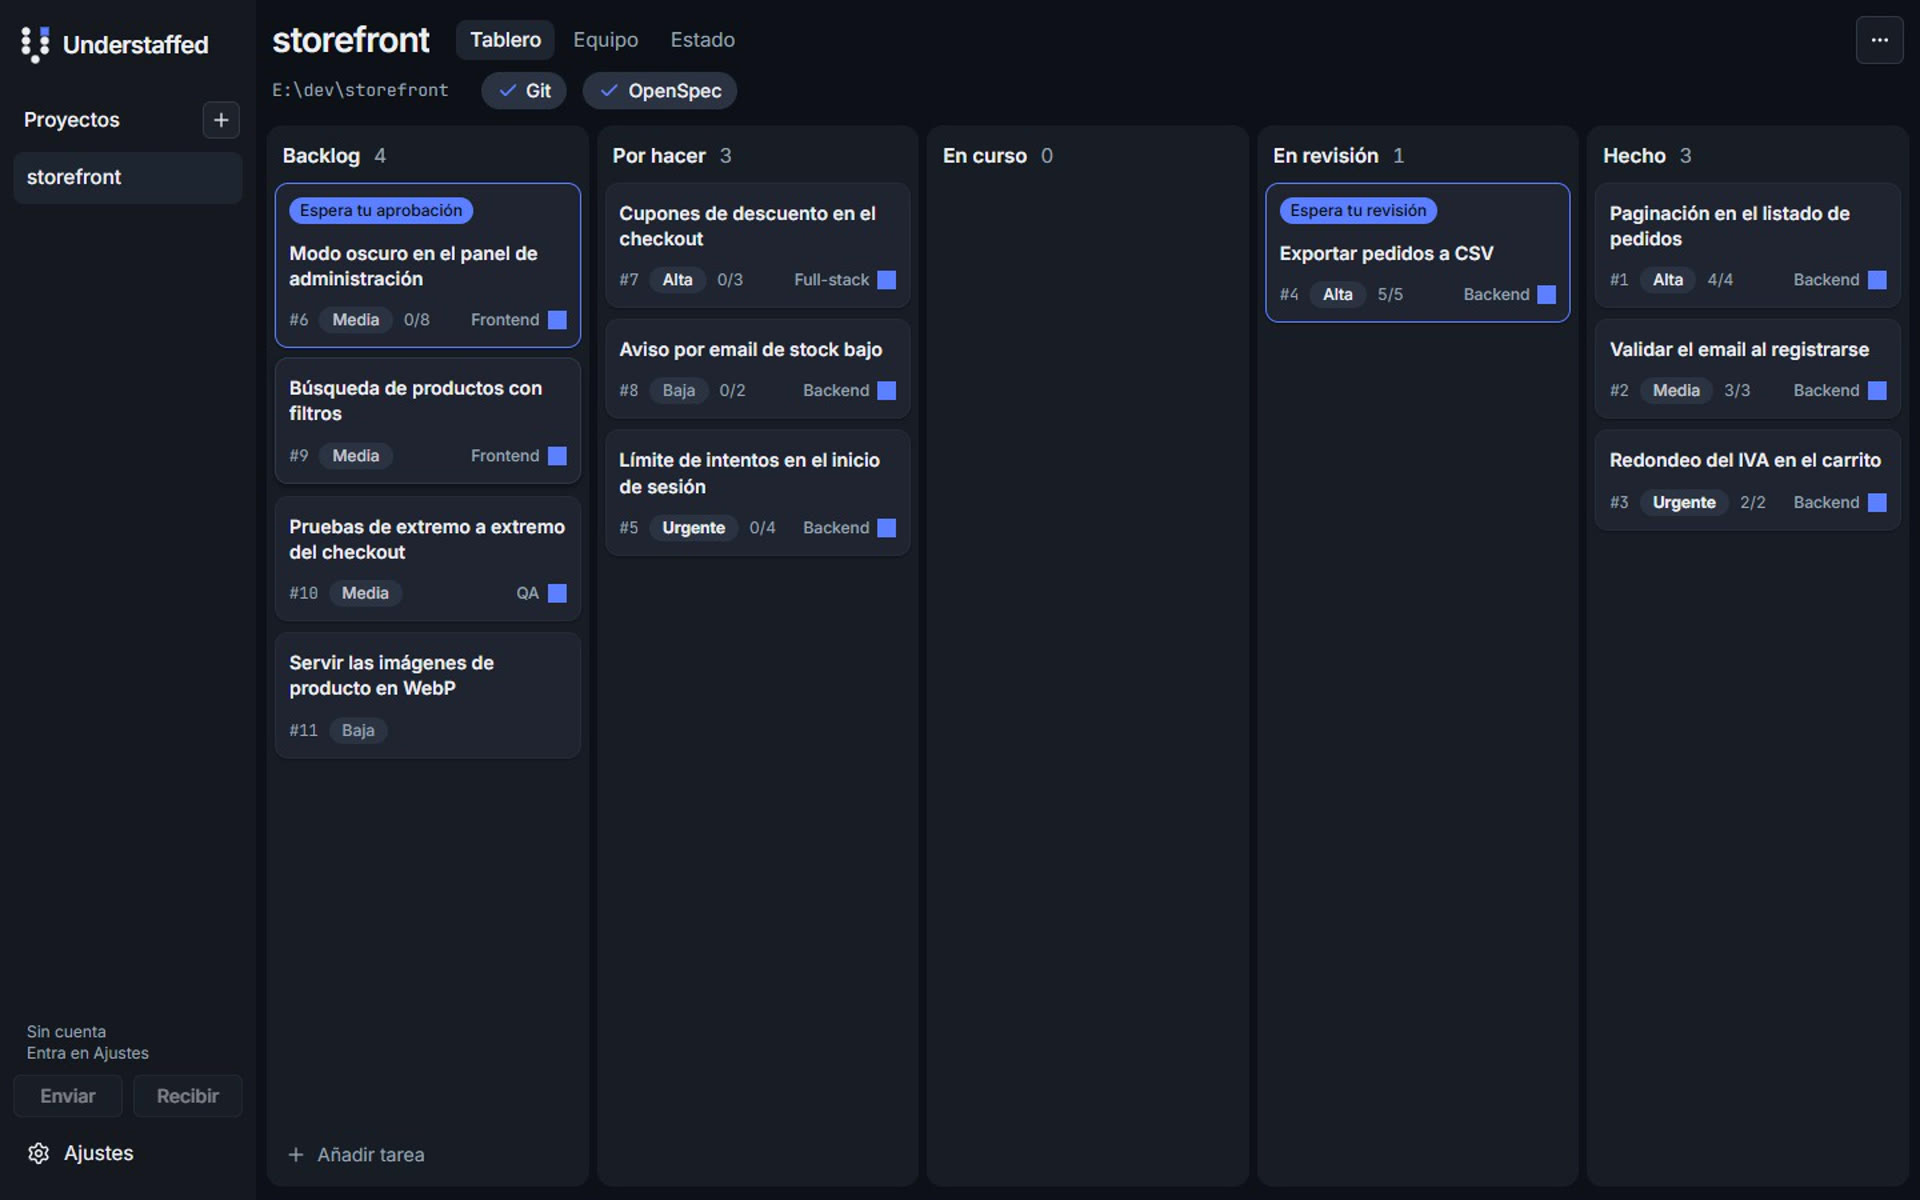 Understaffed
Proyectos
storefront
Sin cuenta
Entra en Ajustes
Enviar
Recibir
Ajustes
storefront
Tablero
Equipo
Estado
E:\dev\storefront
Git
OpenSpec
Backlog 4
Espera tu aprobación
Modo oscuro en el panel de
administración
#6 Media 0/8 Frontend
Búsqueda de productos con
filtros
#9 Media Frontend
Pruebas de extremo a extremo
del checkout
#10 Media QA
Servir las imágenes de
producto en WebP
#11 Baja
+ Añadir tarea
Por hacer 3
Cupones de descuento en el
checkout
#7 Alta 0/3 Full-stack
Aviso por email de stock bajo
#8 Baja 0/2 Backend
Límite de intentos en el inicio
de sesión
#5 Urgente 0/4 Backend
En curso 0
En revisión 1
Espera tu revisión
Exportar pedidos a CSV
#4 Alta 5/5 Backend
Hecho 3
Paginación en el listado de
pedidos
#1 Alta 4/4 Backend
Validar el email al registrarse
#2 Media 3/3 Backend
Redondeo del IVA en el carrito
#3 Urgente 2/2 Backend